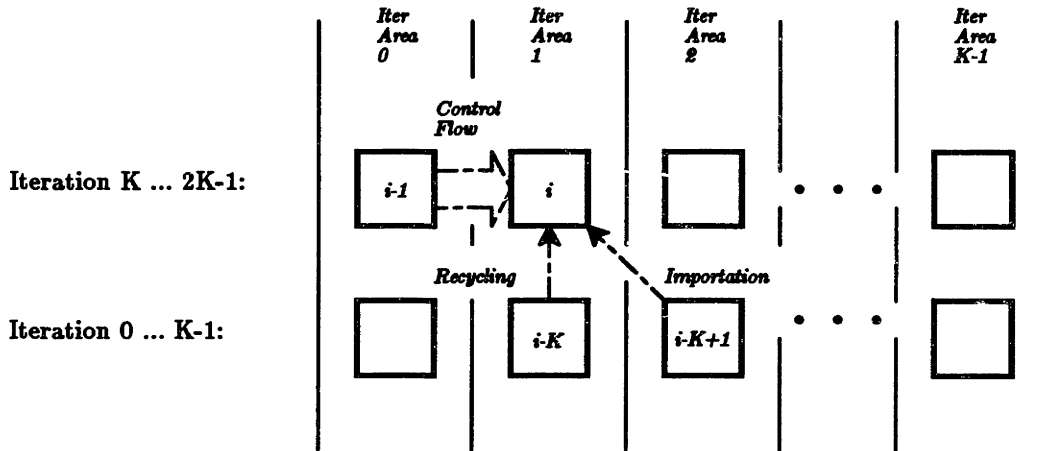 Iter Area 0
Iter Area 1
Iter Area 2
Iter Area K-1
Control Flow
Iteration K ... 2K-1:
i-1
i
Recycling
Importation
Iteration 0 ... K-1:
i-K
i-K+1